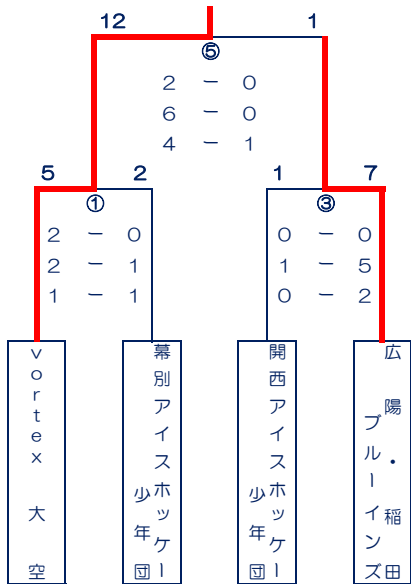 12 1
⑤
2 ー 0
6 ー 0
4 ー 1
5 2 1 7
① ③
2 ー 0 0 ー 0
2 ー 1 1 ー 5
1 ー 1 0 ー 2
vortex 大空
幕別アイスホッケー
少年団
開西アイスホッケー
少年団
広陽・稲田
ブルーインズ